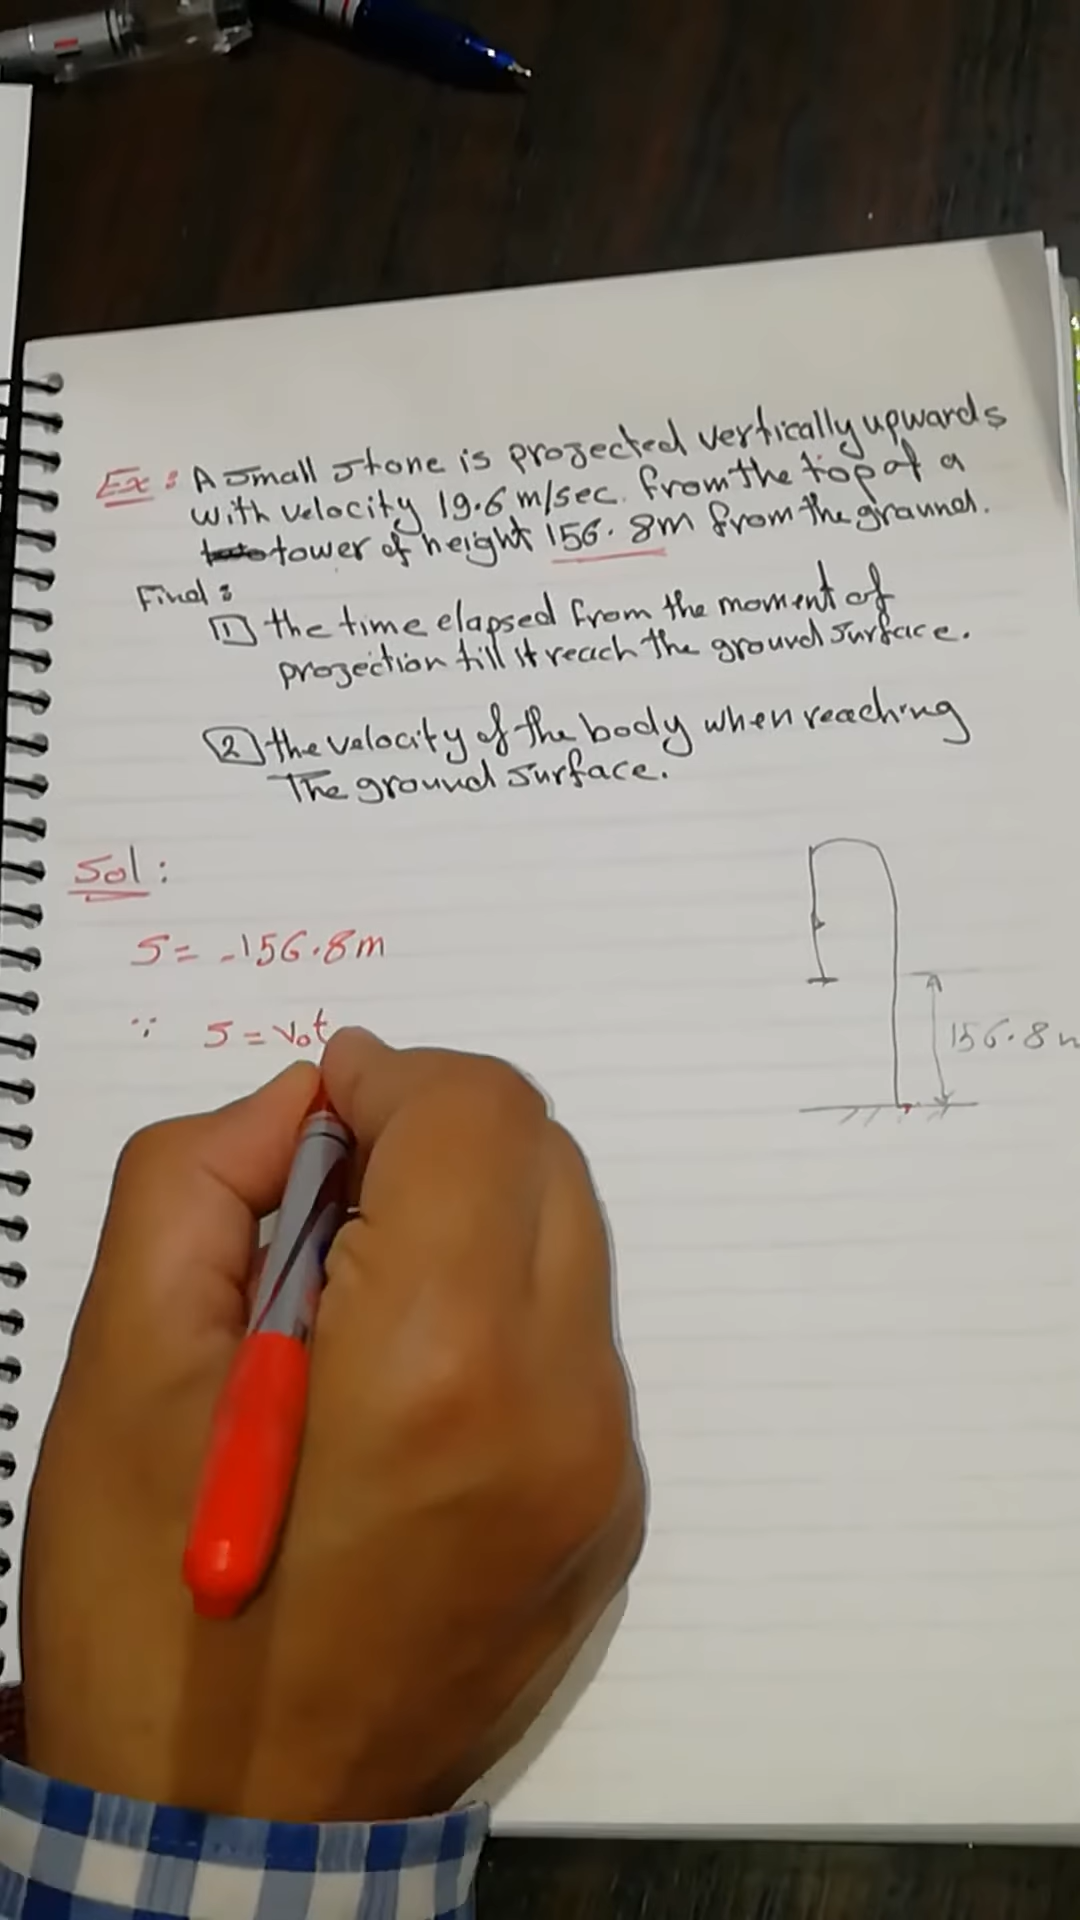 Ex: A small stone is projected vertically upwards
with velocity 19.6 m/sec. from the top of a
tower of height 156.8m from the graund.
Find:
1 the time elapsed from the moment of
projection till it reach the ground surface.
2 the velocity of the body when reaching
The ground surface.
Sol:
S = -156.8m
∵ S = V₀t
156.8